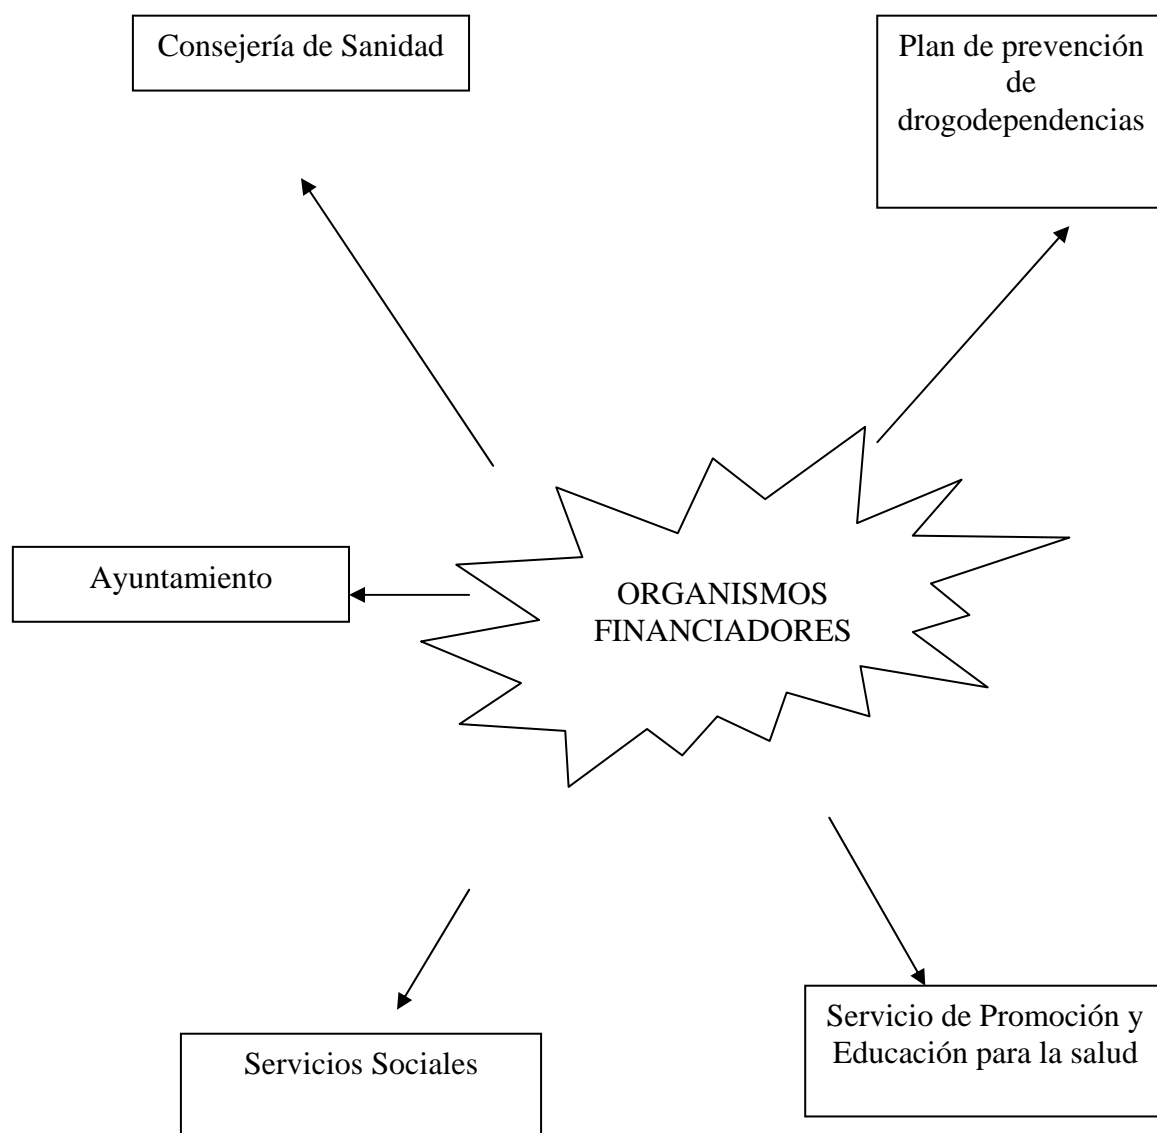 Consejería de Sanidad
Plan de prevención
de
drogodependencias
Ayuntamiento
ORGANISMOS
FINANCIADORES
Servicios Sociales
Servicio de Promoción y
Educación para la salud